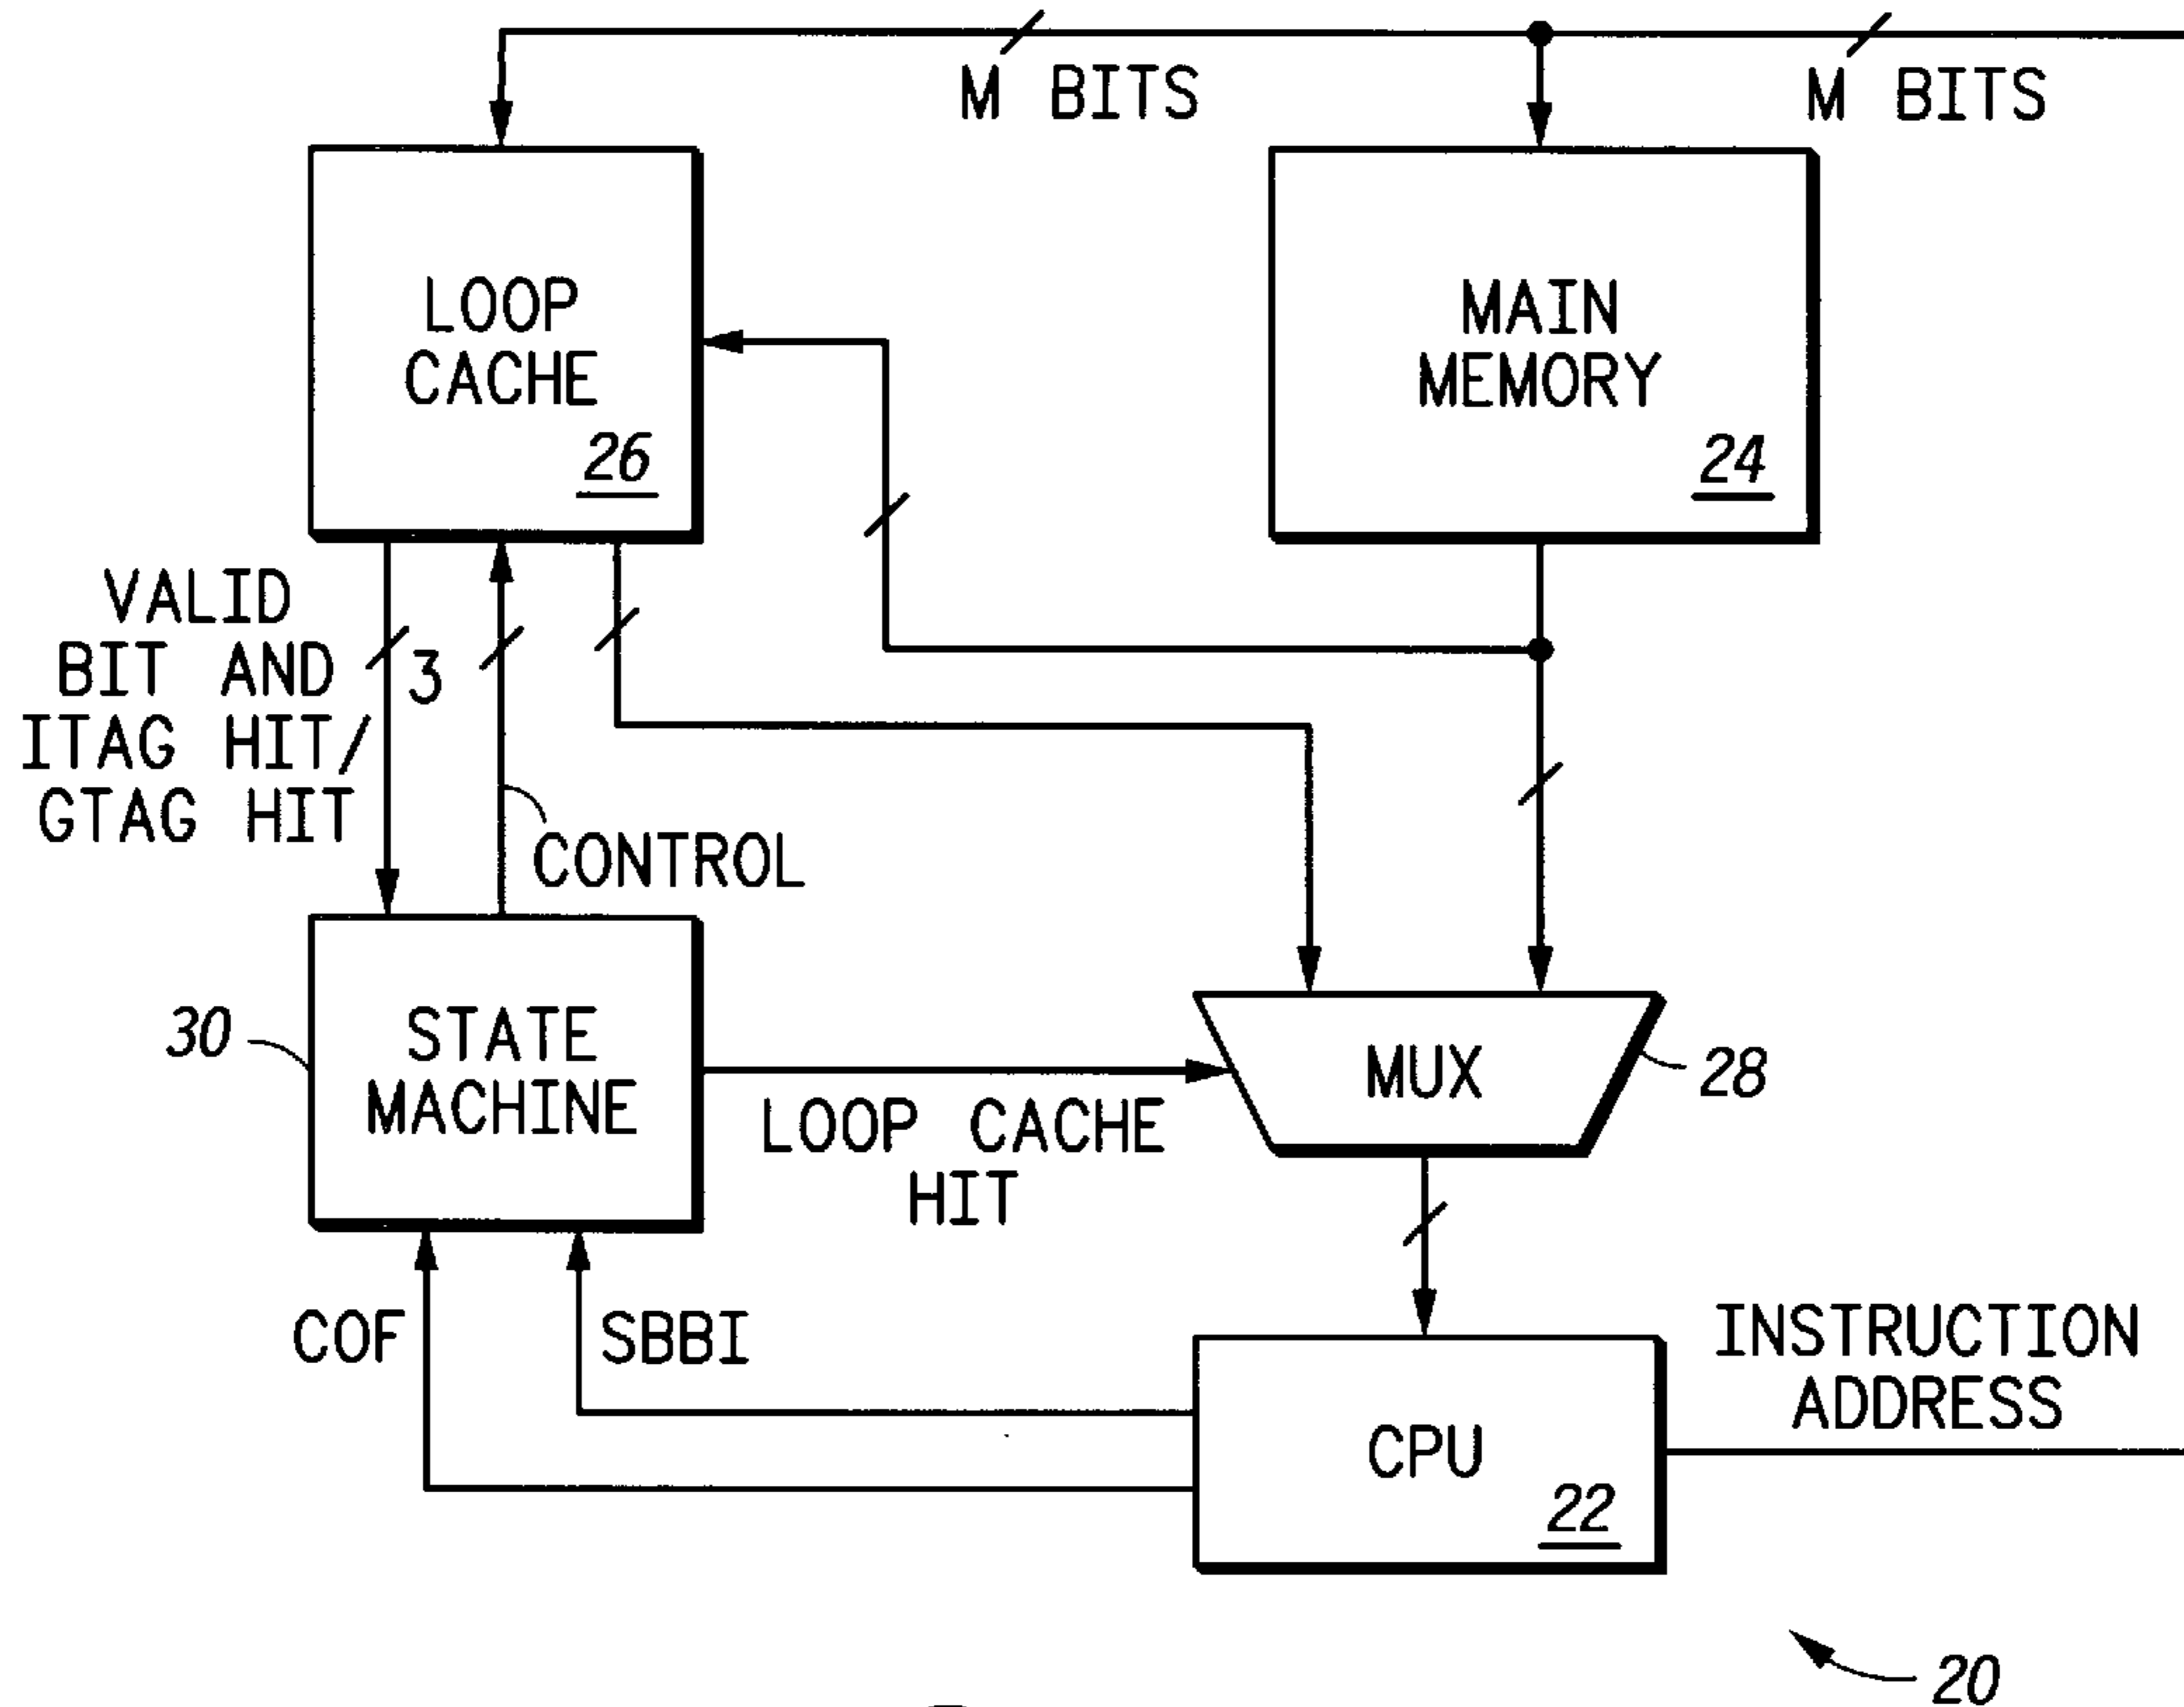 M BITS
M BITS
LOOP
CACHE
26
MAIN
MEMORY
24
VALID
BIT AND
ITAG HIT/
GTAG HIT
3
CONTROL
30
STATE
MACHINE
MUX
28
LOOP CACHE
HIT
COF
SBBI
INSTRUCTION
ADDRESS
CPU
22
20